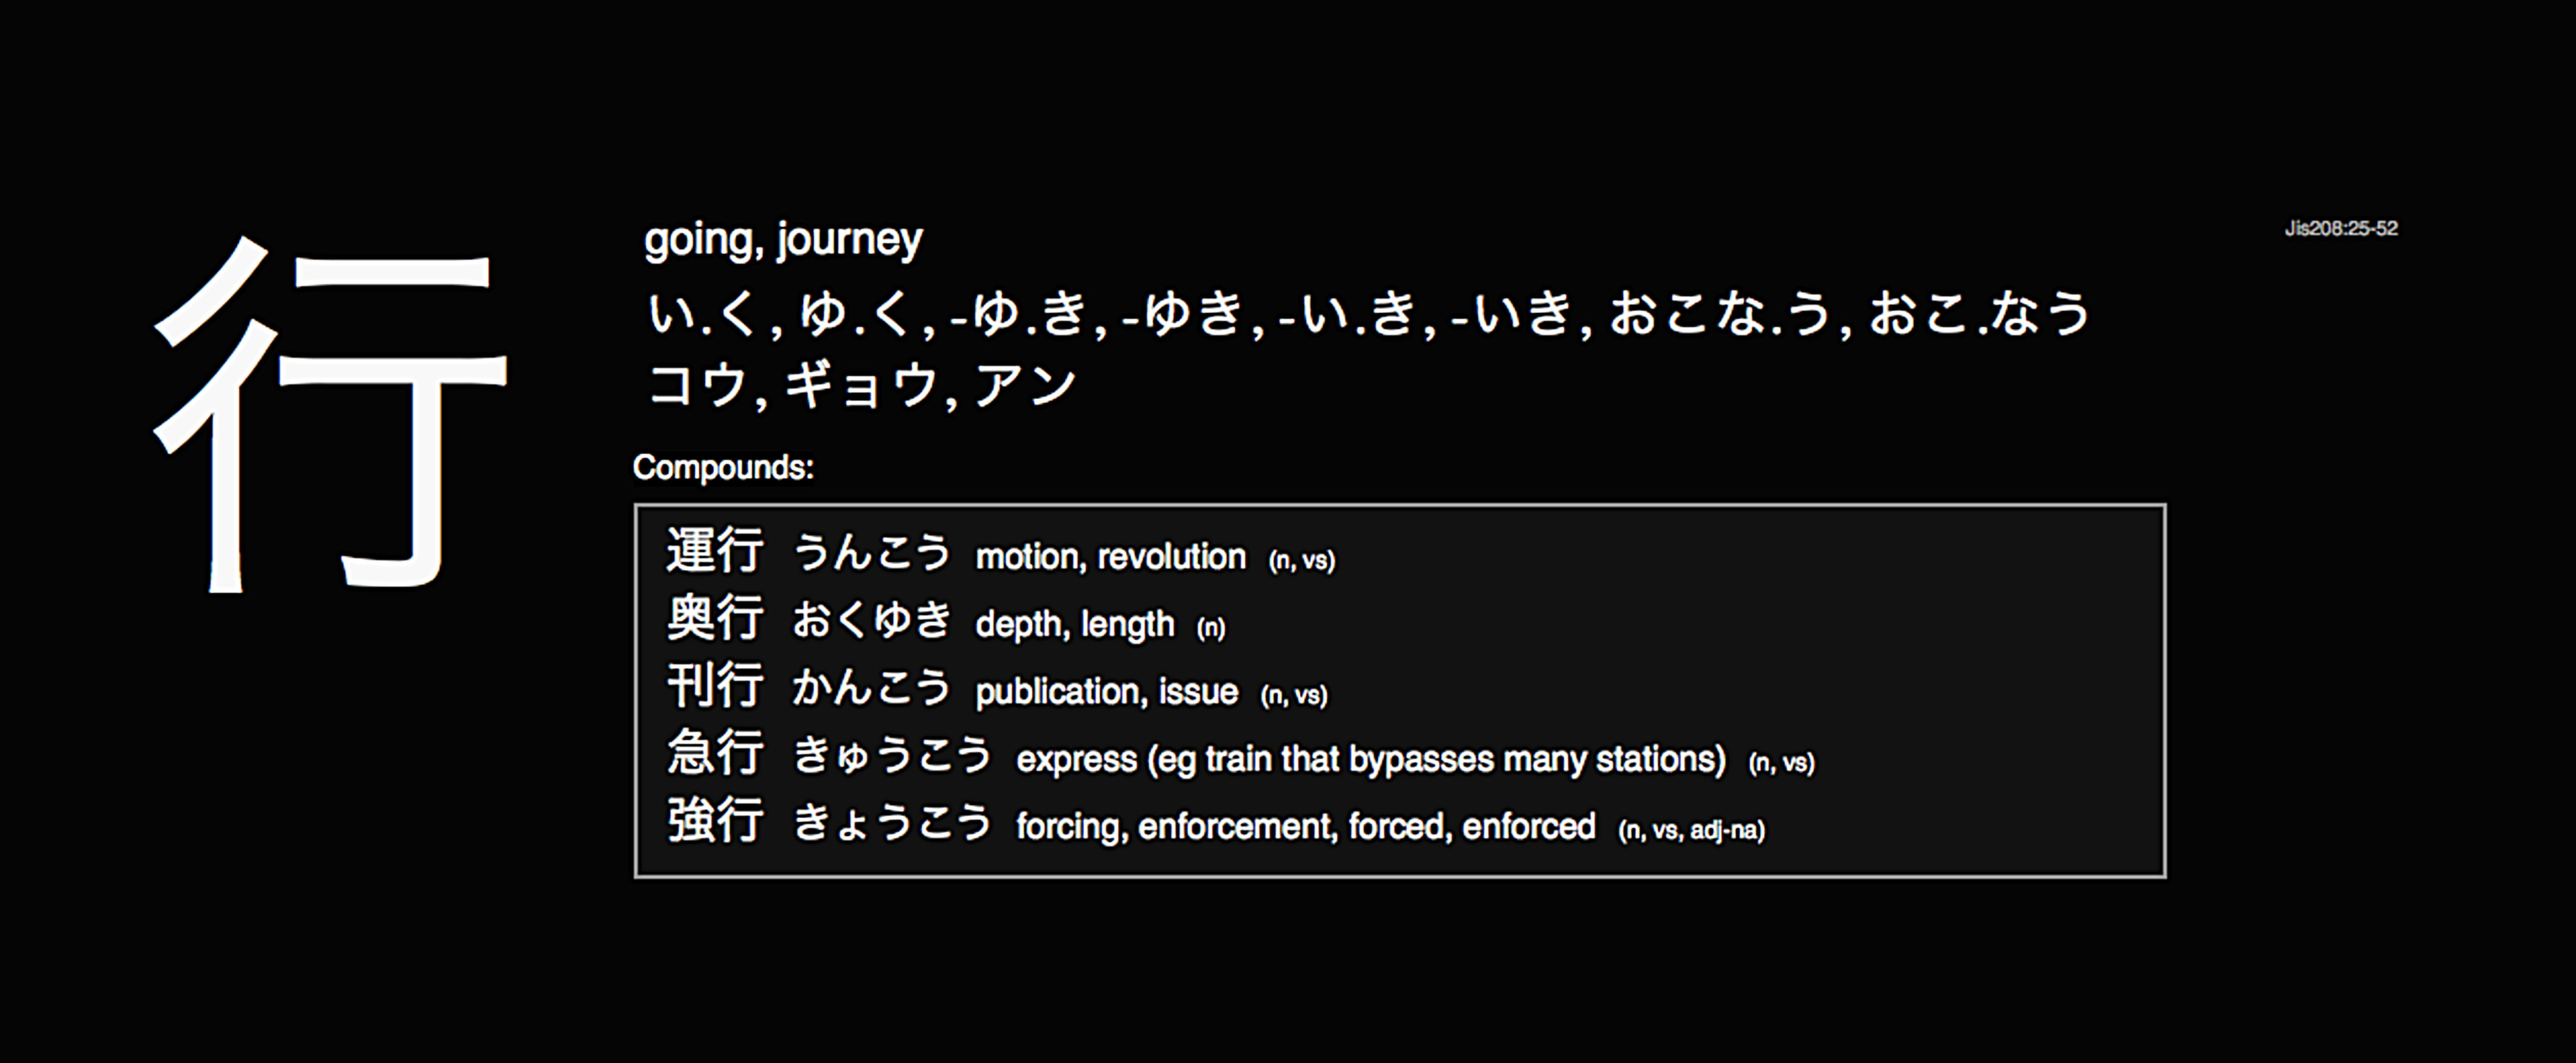 行
going, journey
Jis208:25-52
い.く, ゆ.く, -ゆ.き, -ゆき, -い.き, -いき, おこな.う, おこ.なう
コウ, ギョウ, アン
Compounds:
運行 うんこう motion, revolution (n, vs)
奥行 おくゆき depth, length (n)
刊行 かんこう publication, issue (n, vs)
急行 きゅうこう express (eg train that bypasses many stations) (n, vs)
強行 きょうこう forcing, enforcement, forced, enforced (n, vs, adj-na)